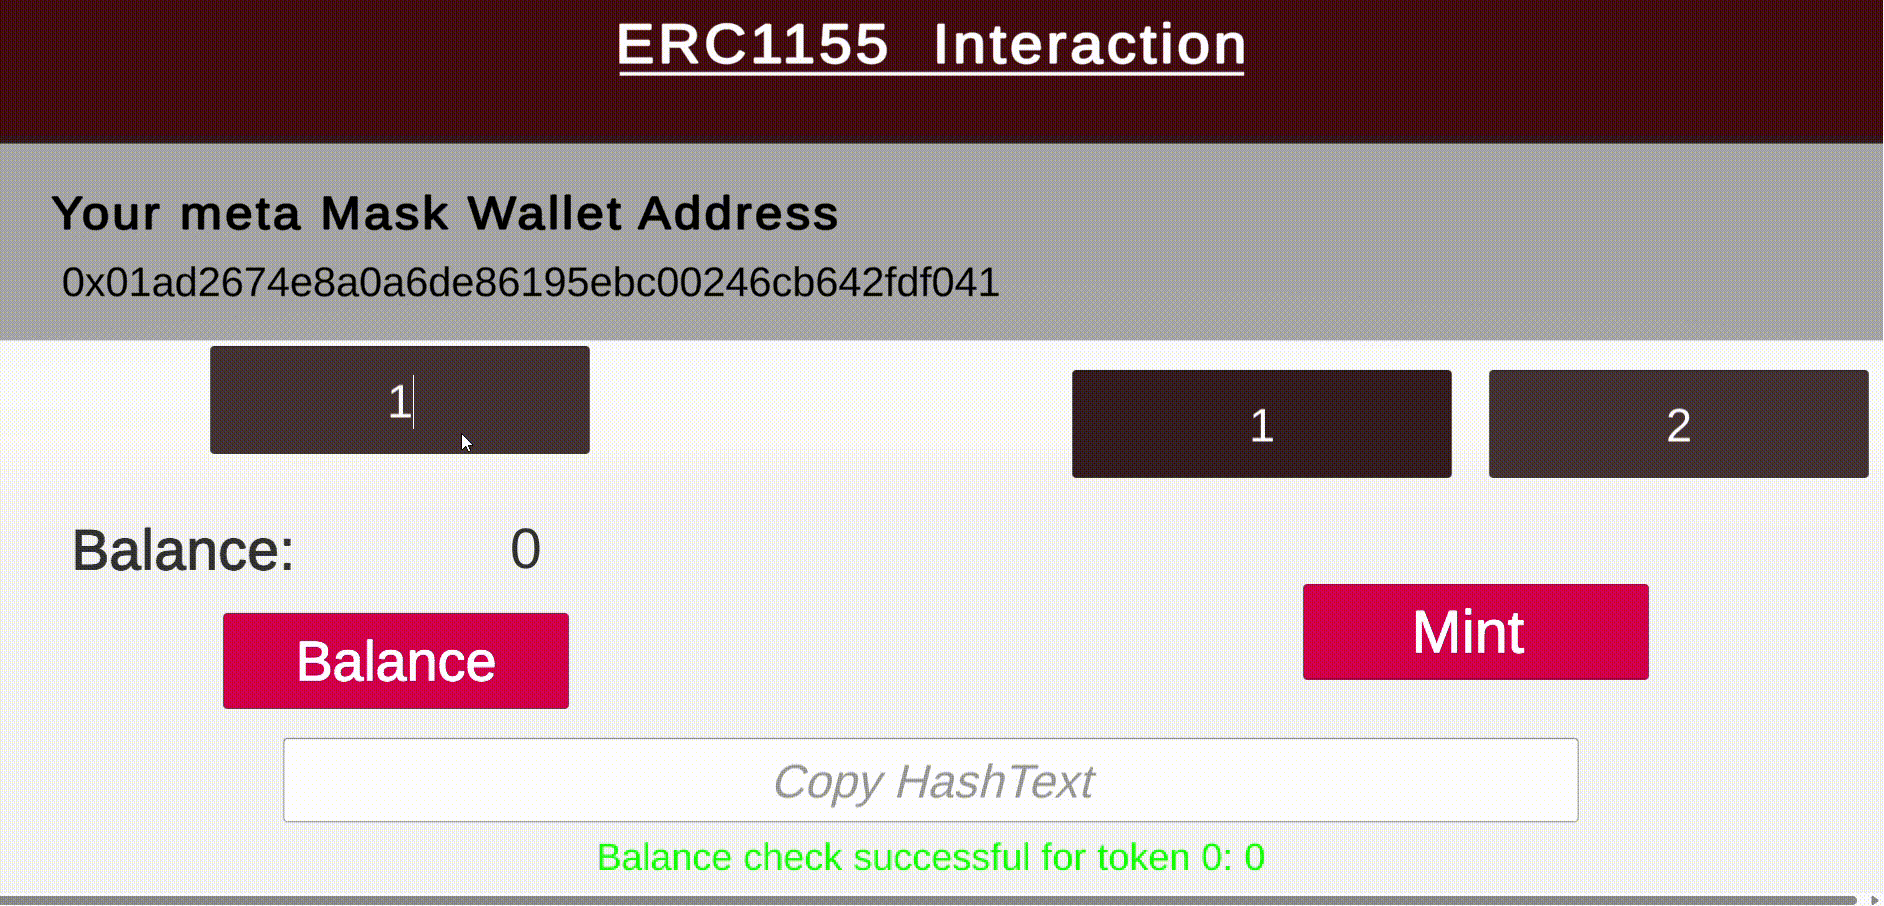 ERC1155 Interaction
Your meta Mask Wallet Address
0x01ad2674e8a0a6de86195ebc00246cb642fdf041
1
1 2
Balance: 0
Balance
Mint
Copy HashText
Balance check successful for token 0: 0